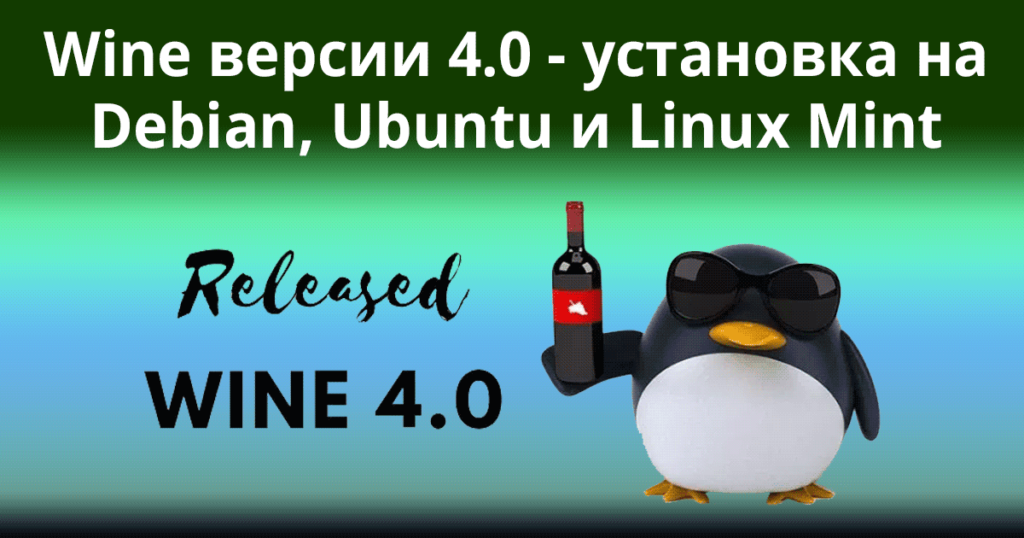 Wine версии 4.0 - установка на
Debian, Ubuntu и Linux Mint
Released
WINE 4.0